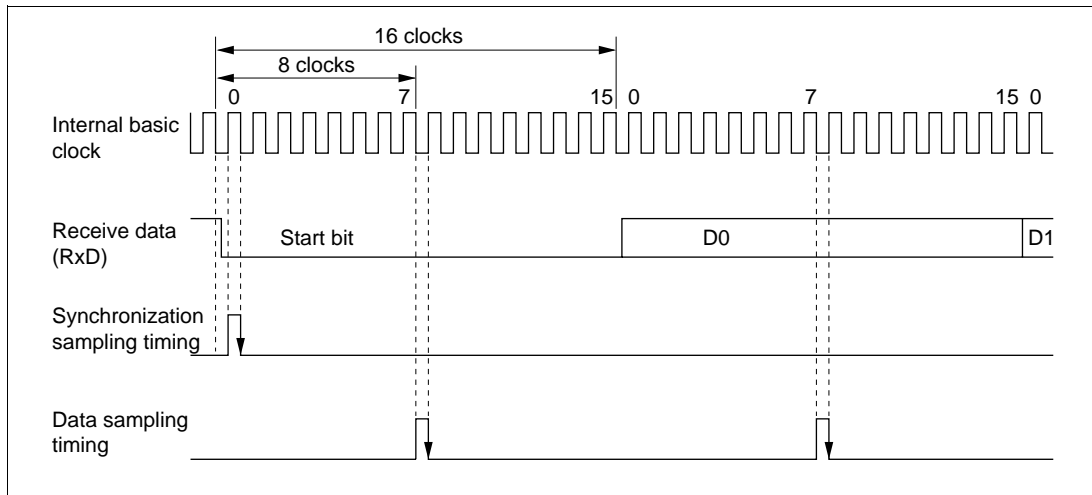 16 clocks
8 clocks
0 7 15 0 7 15 0
Internal basic
clock
Receive data
(RxD)
Start bit D0 D1
Synchronization
sampling timing
Data sampling
timing